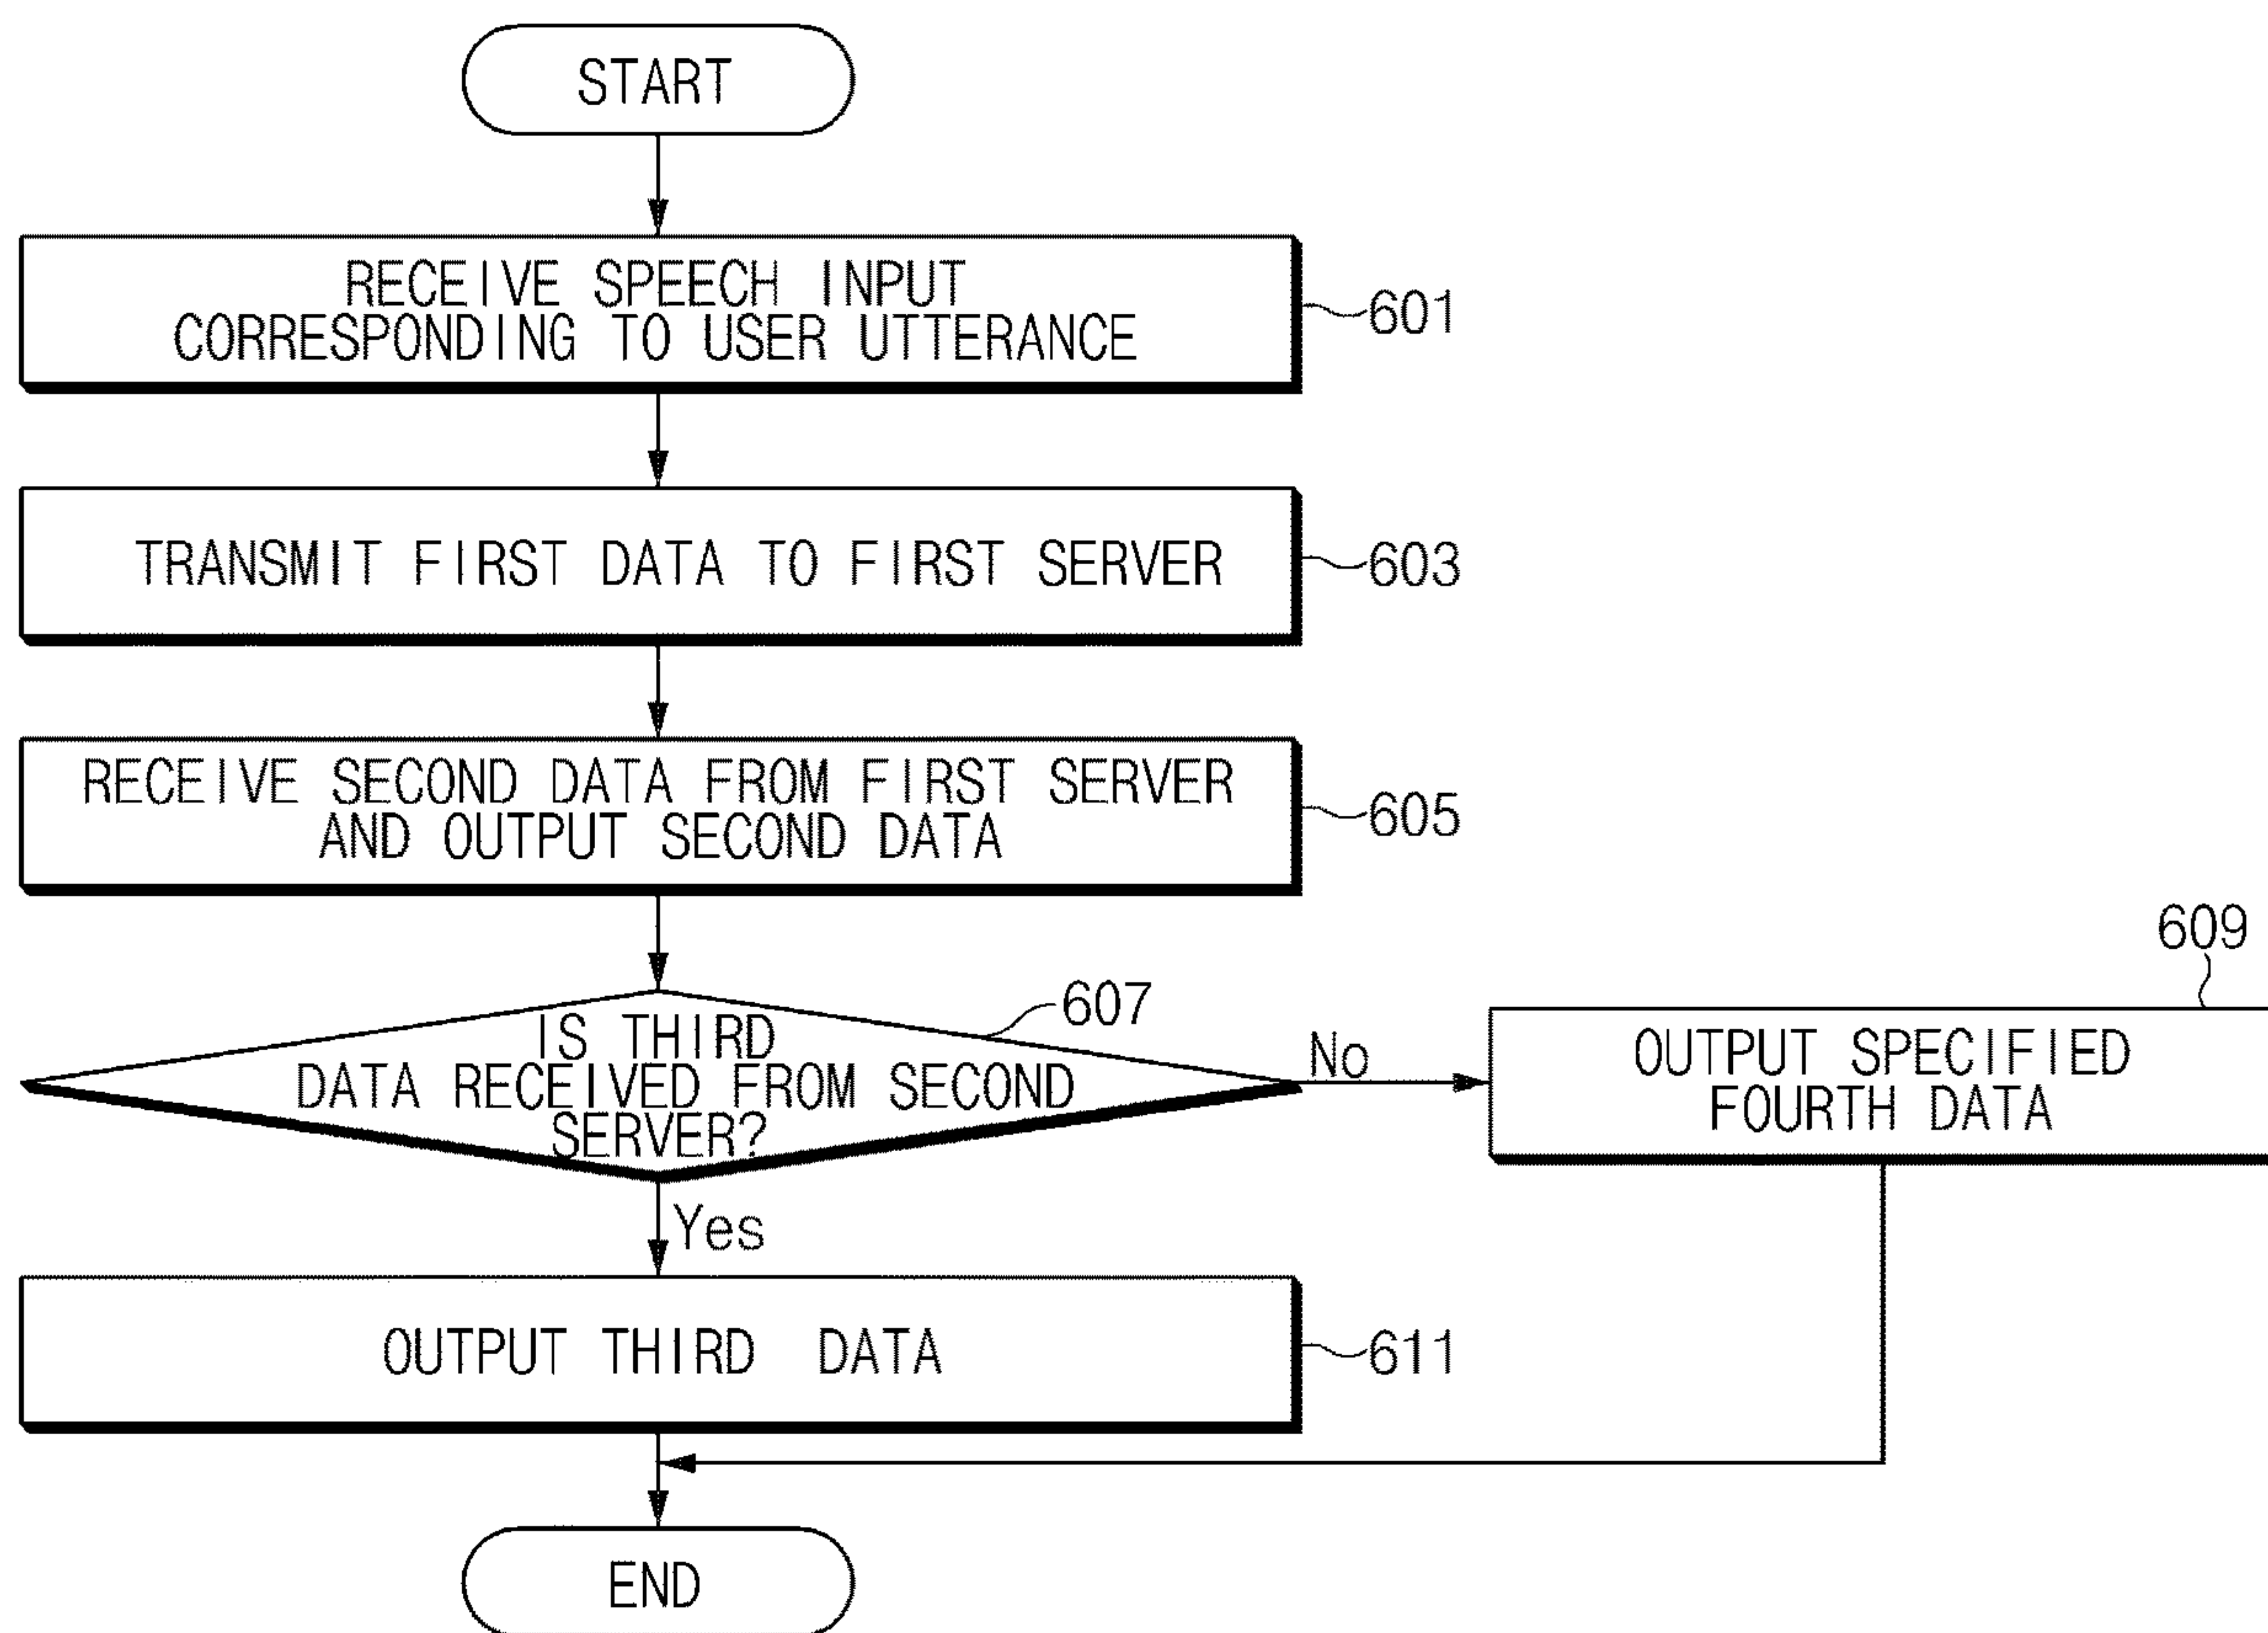 START
RECEIVE SPEECH INPUT
CORRESPONDING TO USER UTTERANCE
601
TRANSMIT FIRST DATA TO FIRST SERVER
603
RECEIVE SECOND DATA FROM FIRST SERVER
AND OUTPUT SECOND DATA
605
IS THIRD
DATA RECEIVED FROM SECOND
SERVER?
607
No
609
OUTPUT SPECIFIED
FOURTH DATA
Yes
OUTPUT THIRD DATA
611
END